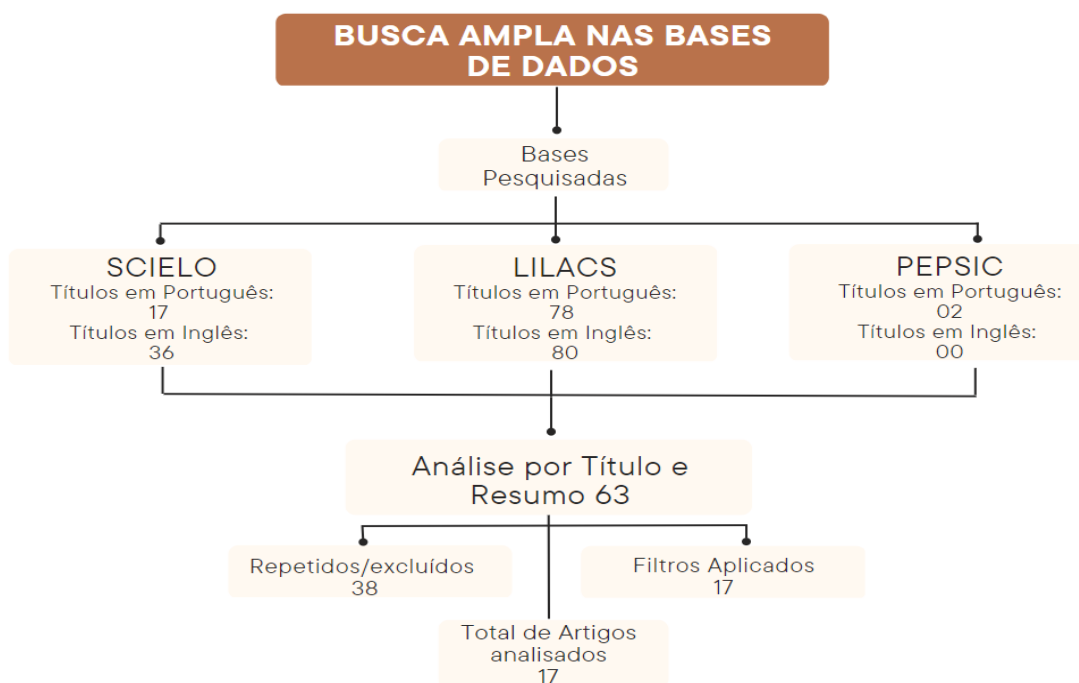 BUSCA AMPLA NAS BASES
DE DADOS
Bases
Pesquisadas
SCIELO
Títulos em Português:
17
Títulos em Inglês:
36
LILACS
Títulos em Português:
78
Títulos em Inglês:
80
PEPSIC
Títulos em Português:
02
Títulos em Inglês:
00
Análise por Título e
Resumo 63
Repetidos/excluídos
38
Filtros Aplicados
17
Total de Artigos
analisados
17